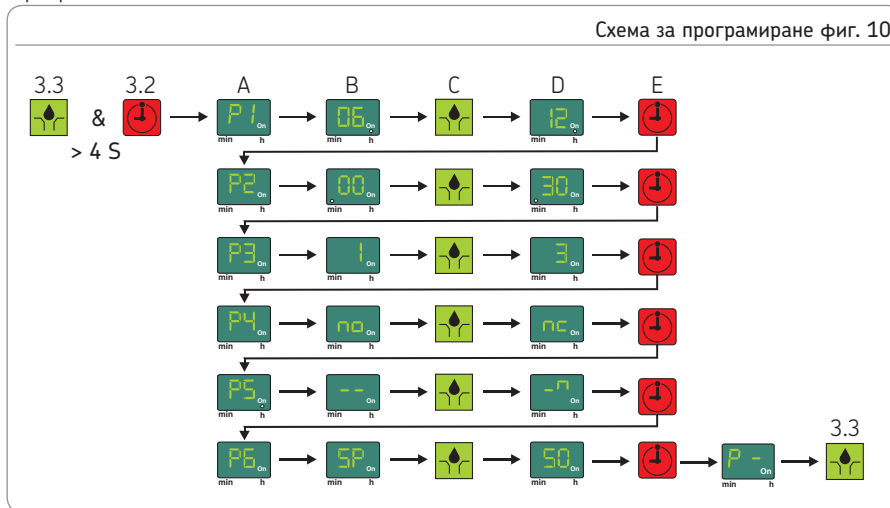 Схема за програмиране фиг. 10
3.3 3.2 A B C D E
& P1 On 06 On 12 On
min h min h min h
> 4 S
P2 On 00 On 30 On
min h min h min h
P3 On 1 On 3 On
min h min h min h
P4 On no On nc On
min h min h min h
P5 On -- On -n On
min h min h min h
3.3
P6 On SP On SO On P - On
min h min h min h min h